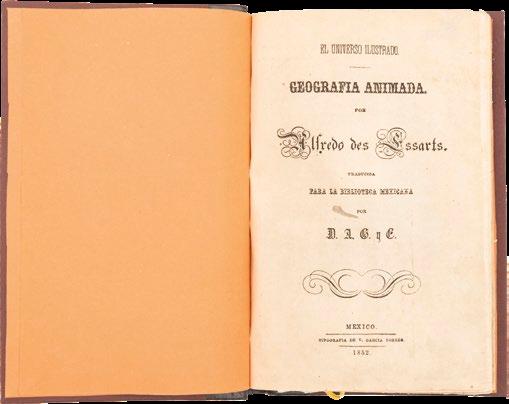 EL UNIVERSO ILUSTRADO.
GEOGRAFIA ANIMADA.
POR
Alfredo des Essarts.
TRADUCIDA
PARA LA BIBLIOTECA MEXICANA
POR
D. A. G. y E.
MEXICO.
TIPOGRAFIA DE V. GARCIA TORRES.
1852.